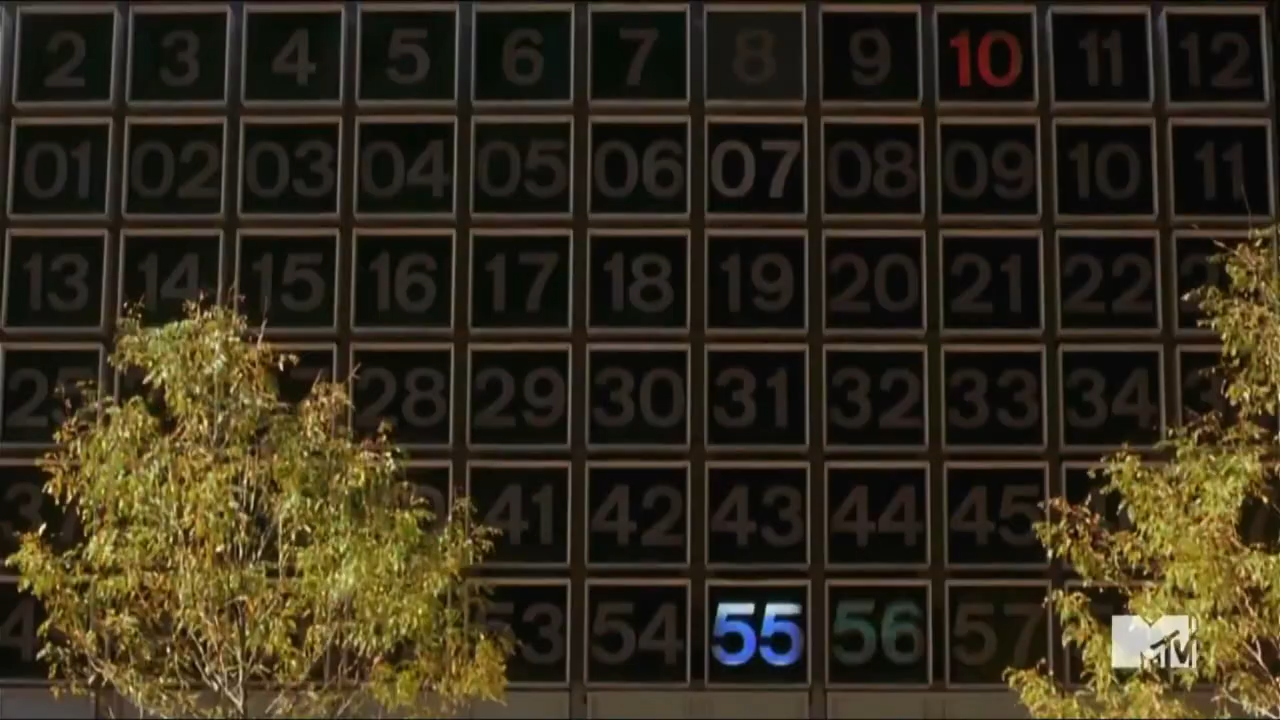 2 3 4 5 6 7 8 9 10 11 12
01 02 03 04 05 06 07 08 09 10 11
13 14 15 16 17 18 19 20 21 22
25 28 29 30 31 32 33 34
41 42 43 44 45
53 54 55 56 57
MTV